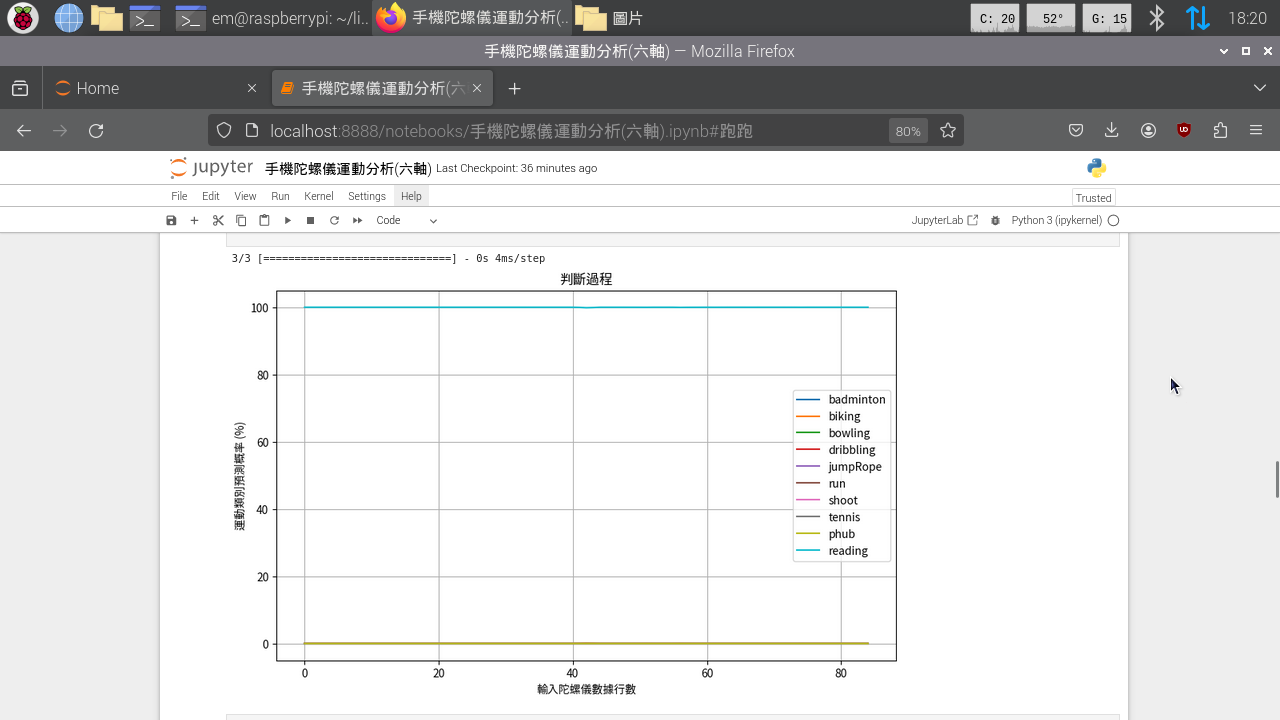 em@raspberrypi: ~/li...
手機陀螺儀運動分析(...
圖片
C: 20
52°
G: 15
18:20
手機陀螺儀運動分析(六軸) — Mozilla Firefox
Home
手機陀螺儀運動分析(六
localhost:8888/notebooks/手機陀螺儀運動分析(六軸).ipynb#跑跑
80%
jupyter 手機陀螺儀運動分析(六軸) Last Checkpoint: 36 minutes ago
File Edit View Run Kernel Settings Help
Trusted
Code
JupyterLab
Python 3 (ipykernel)
3/3 [==============================] - 0s 4ms/step
判斷過程
100
80
60
40
20
0
運動類別預測概率 (%)
badminton
biking
bowling
dribbling
jumpRope
run
shoot
tennis
phub
reading
0 20 40 60 80
輸入陀螺儀數據行數